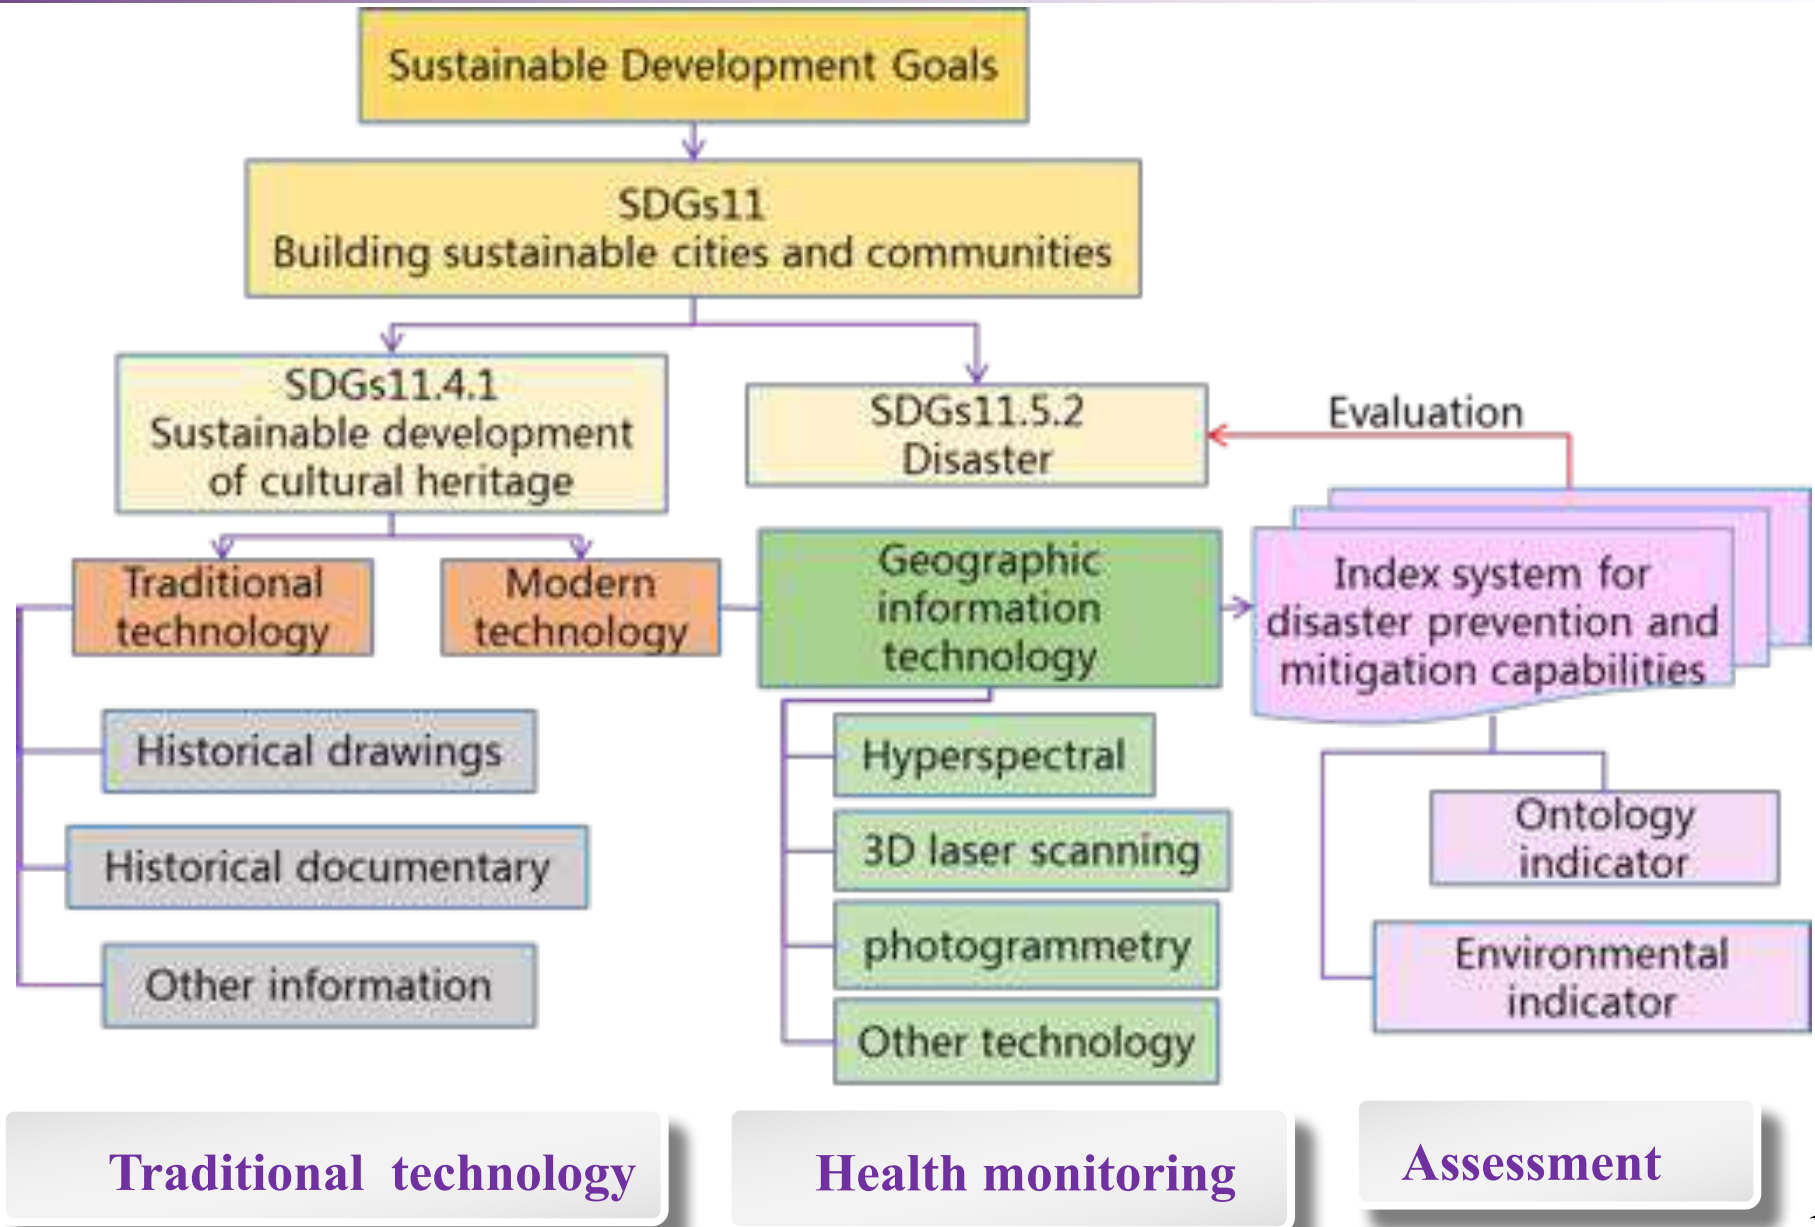 Sustainable Development Goals
SDGs11
Building sustainable cities and communities
SDGs11.4.1
Sustainable development
of cultural heritage
SDGs11.5.2
Disaster
Evaluation
Traditional
technology
Modern
technology
Geographic
information
technology
Index system for
disaster prevention and
mitigation capabilities
Historical drawings
Historical documentary
Other information
Hyperspectral
3D laser scanning
photogrammetry
Other technology
Ontology
indicator
Environmental
indicator
Traditional technology
Health monitoring
Assessment